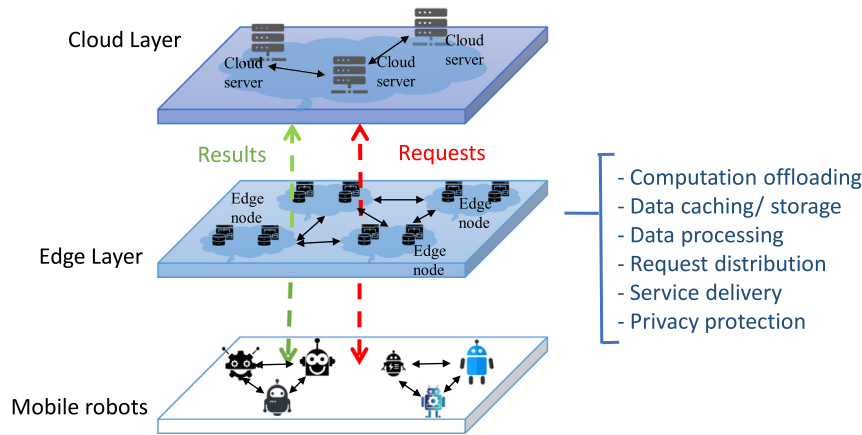 Cloud Layer
Cloud
server
Cloud
server
Cloud
server
Results
Requests
Edge Layer
Edge
node
Edge
node
Edge
node
- Computation offloading
- Data caching/ storage
- Data processing
- Request distribution
- Service delivery
- Privacy protection
Mobile robots